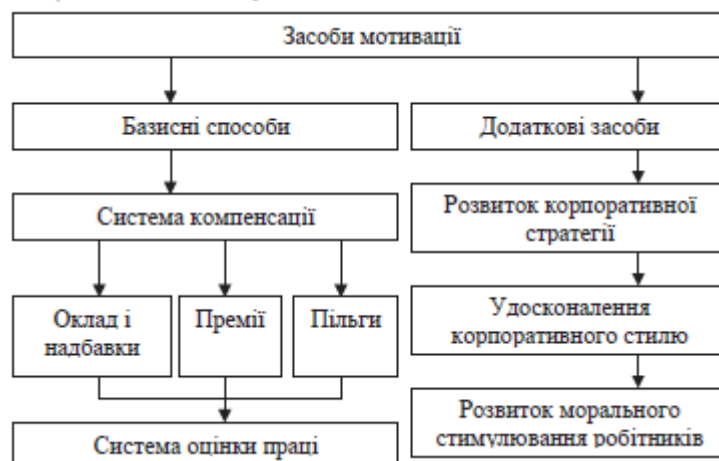 Засоби мотивації
Базисні способи
Додаткові засоби
Система компенсації
Розвиток корпоративної
стратегії
Оклад і
надбавки
Премії
Пільги
Удосконалення
корпоративного стилю
Система оцінки праці
Розвиток морального
стимулювання робітників